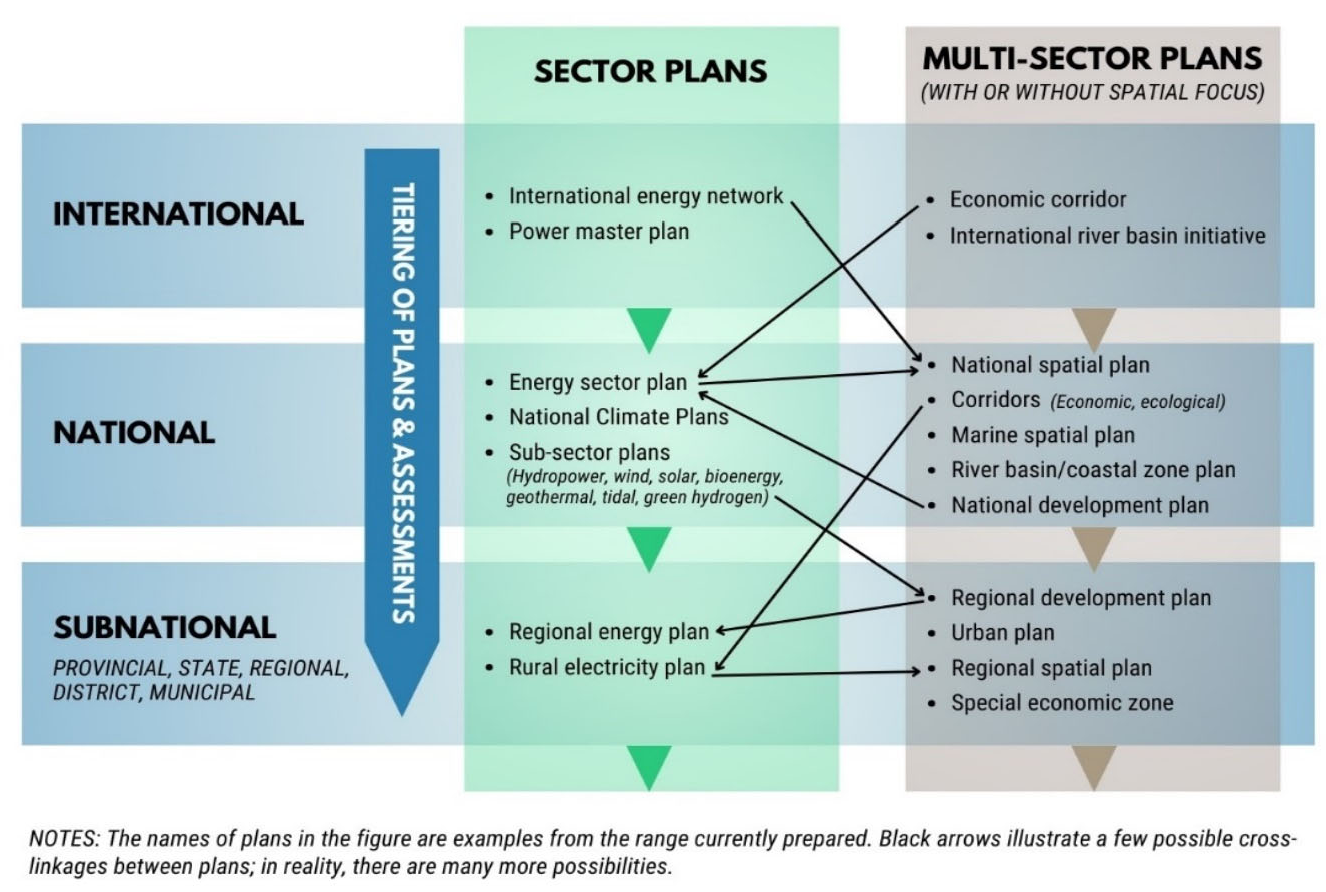 SECTOR PLANS
MULTI-SECTOR PLANS
(WITH OR WITHOUT SPATIAL FOCUS)
TIERING OF PLANS & ASSESSMENTS
INTERNATIONAL
• International energy network
• Power master plan
• Economic corridor
• International river basin initiative
NATIONAL
• Energy sector plan
• National Climate Plans
• Sub-sector plans
(Hydropower, wind, solar, bioenergy,
geothermal, tidal, green hydrogen)
• National spatial plan
• Corridors (Economic, ecological)
• Marine spatial plan
• River basin/coastal zone plan
• National development plan
SUBNATIONAL
PROVINCIAL, STATE, REGIONAL,
DISTRICT, MUNICIPAL
• Regional energy plan
• Rural electricity plan
• Regional development plan
• Urban plan
• Regional spatial plan
• Special economic zone
NOTES: The names of plans in the figure are examples from the range currently prepared. Black arrows illustrate a few possible cross-
linkages between plans; in reality, there are many more possibilities.